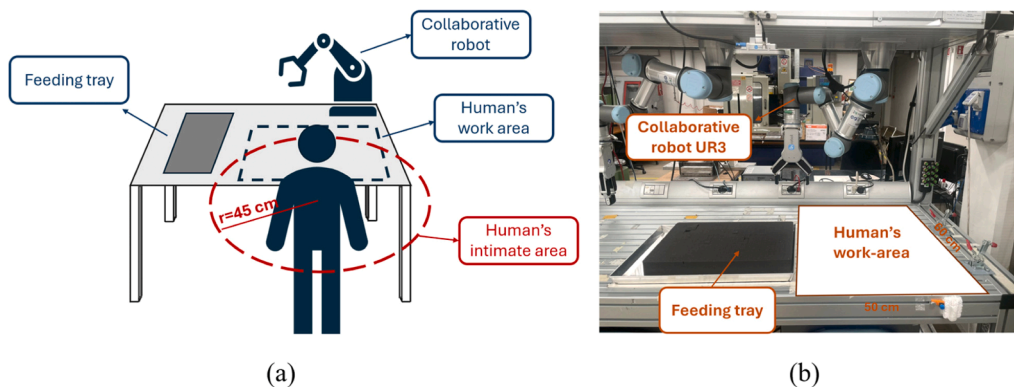 Collaborative
robot
Feeding tray
Human's
work area
r=45 cm
Human's
intimate area
(a)
Collaborative
robot UR3
Human's
work-area
60 cm
Feeding tray
50 cm
(b)